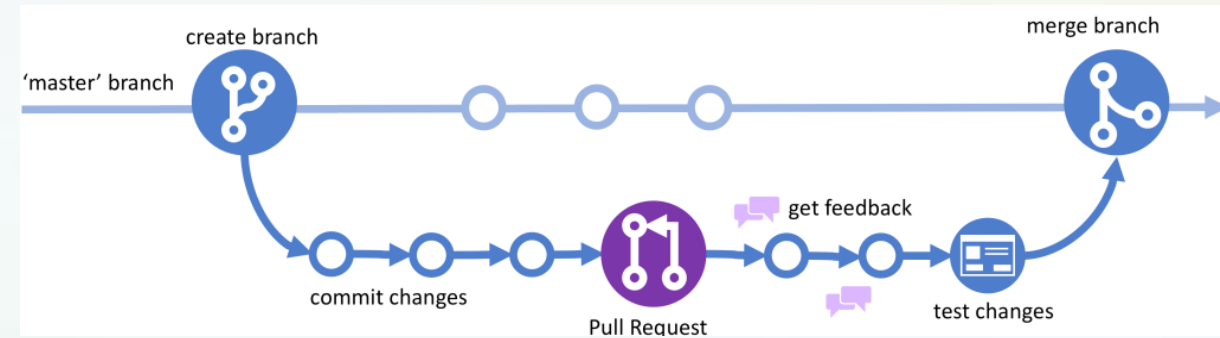 create branch
merge branch
'master' branch
get feedback
commit changes
test changes
Pull Request